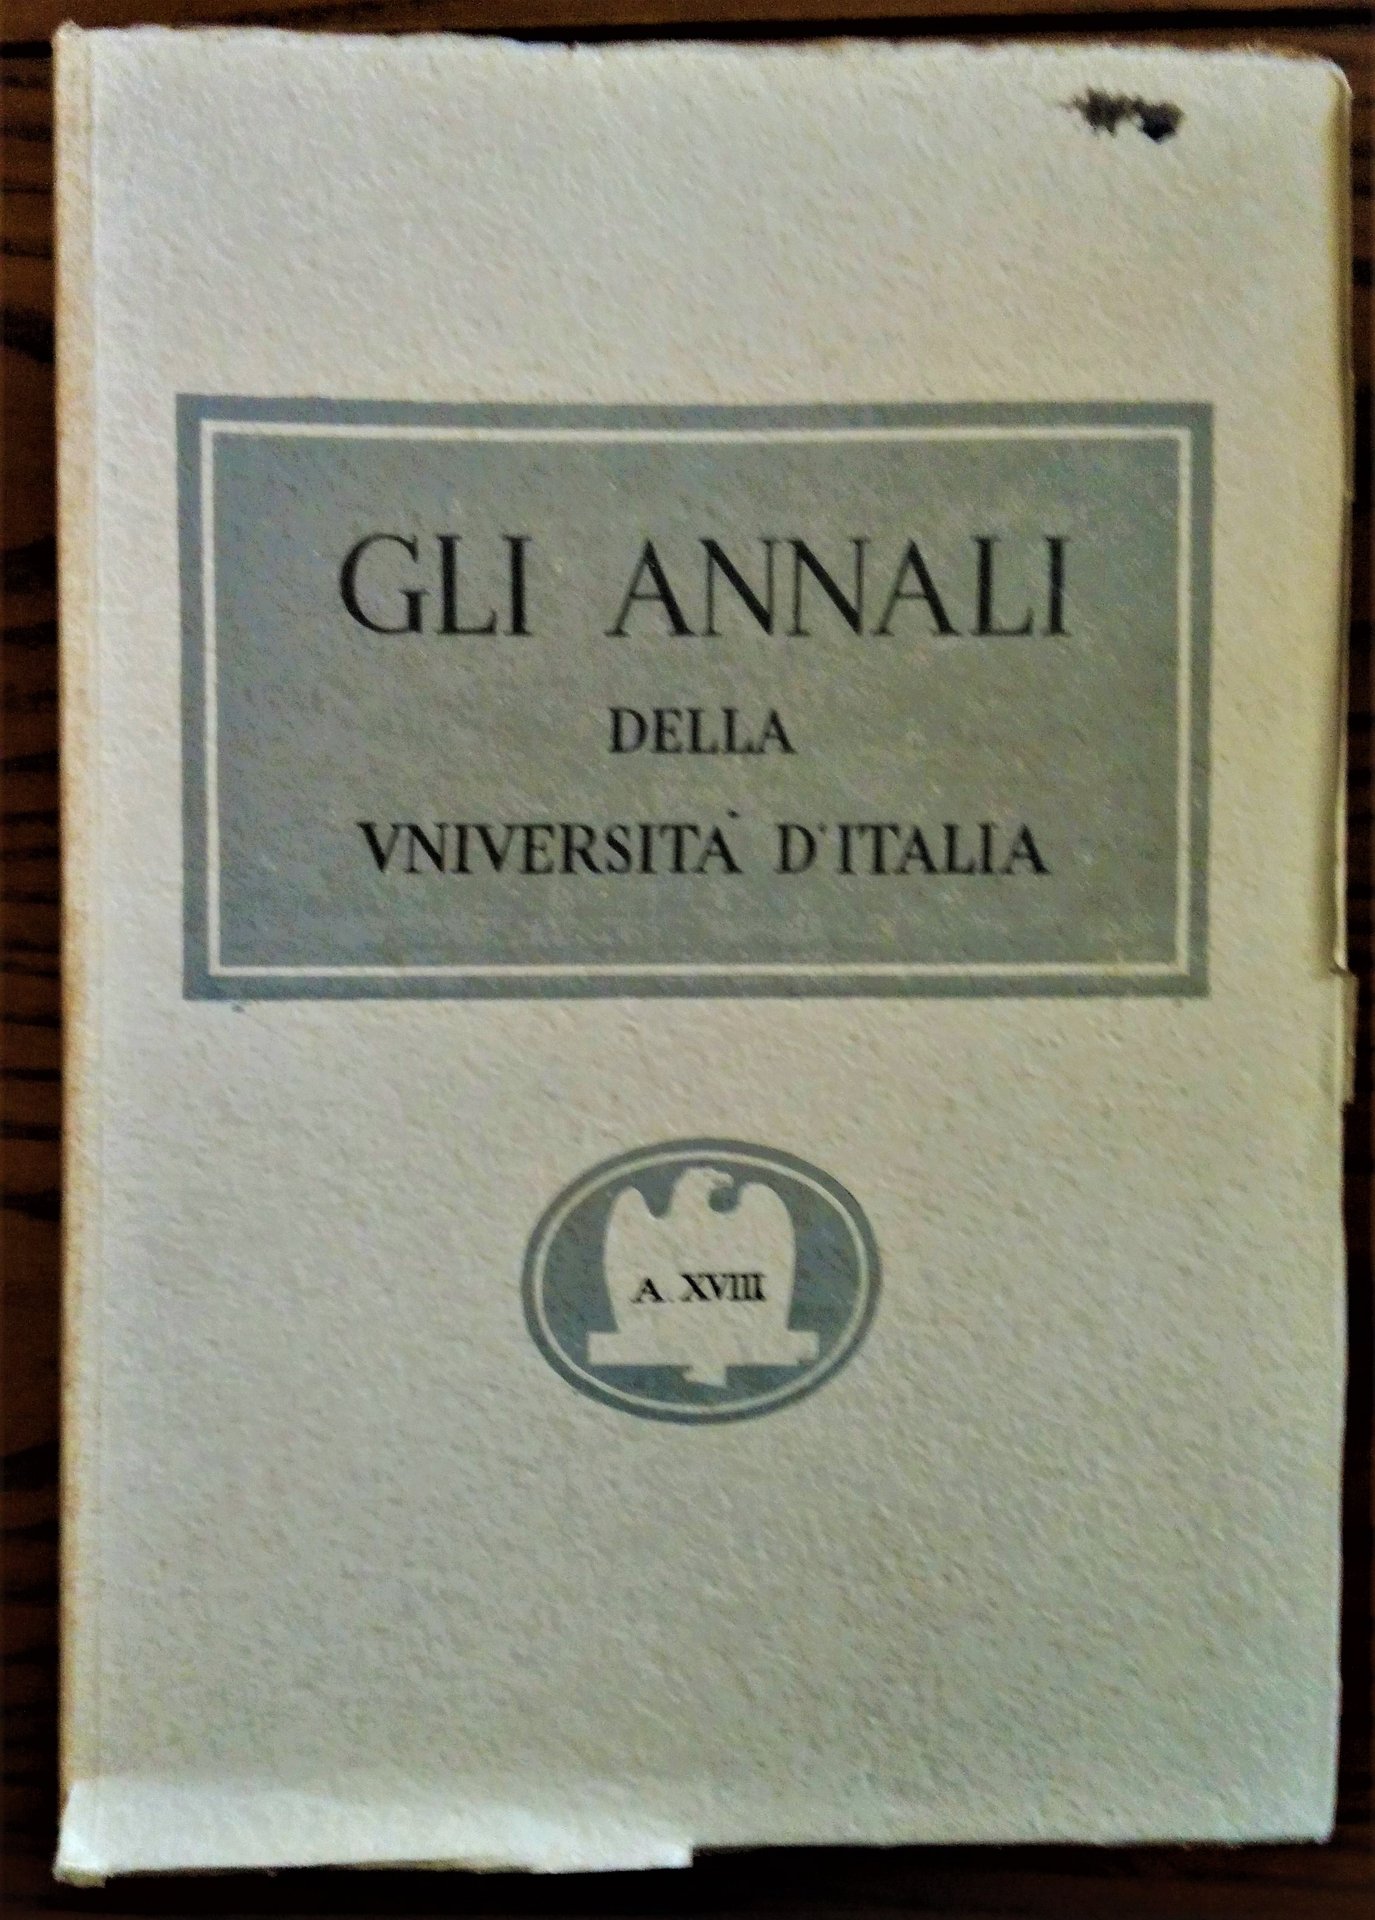 GLI ANNALI
DELLA
VNIVERSITÀ D'ITALIA
A. XVIII